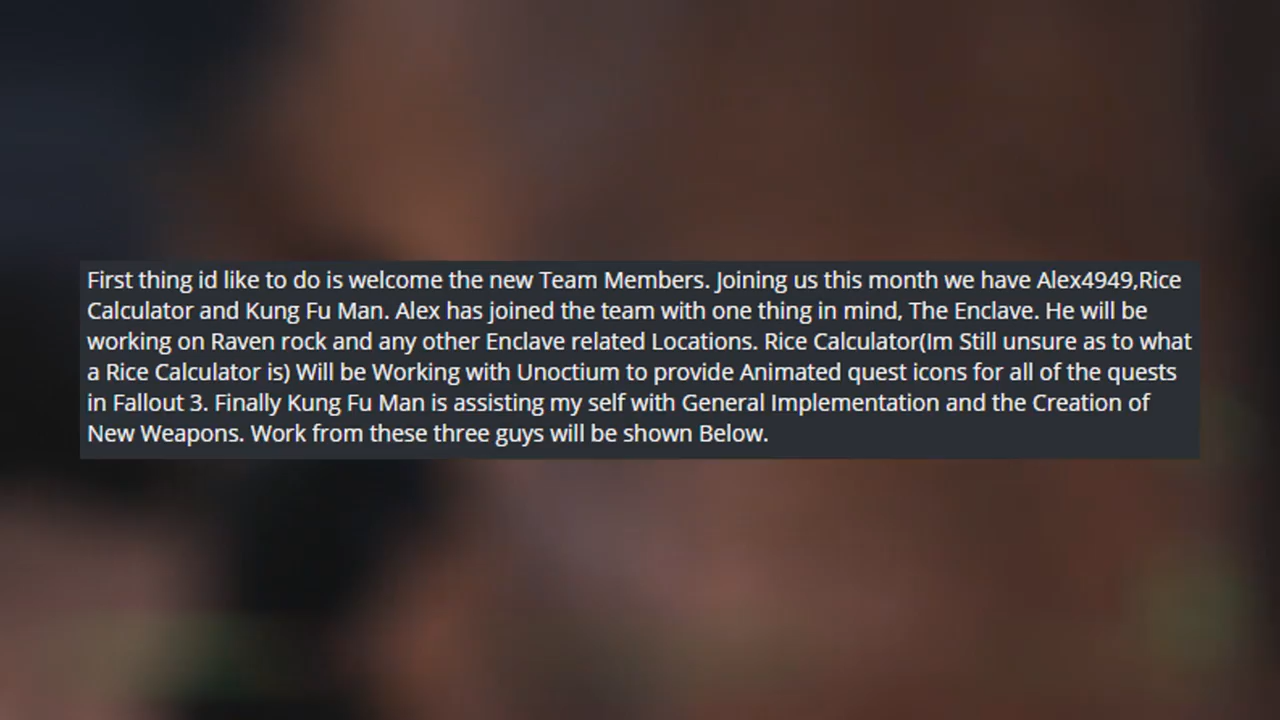 First thing id like to do is welcome the new Team Members. Joining us this month we have Alex4949,Rice
Calculator and Kung Fu Man. Alex has joined the team with one thing in mind, The Enclave. He will be
working on Raven rock and any other Enclave related Locations. Rice Calculator(Im Still unsure as to what
a Rice Calculator is) Will be Working with Unoctium to provide Animated quest icons for all of the quests
in Fallout 3. Finally Kung Fu Man is assisting my self with General Implementation and the Creation of
New Weapons. Work from these three guys will be shown Below.